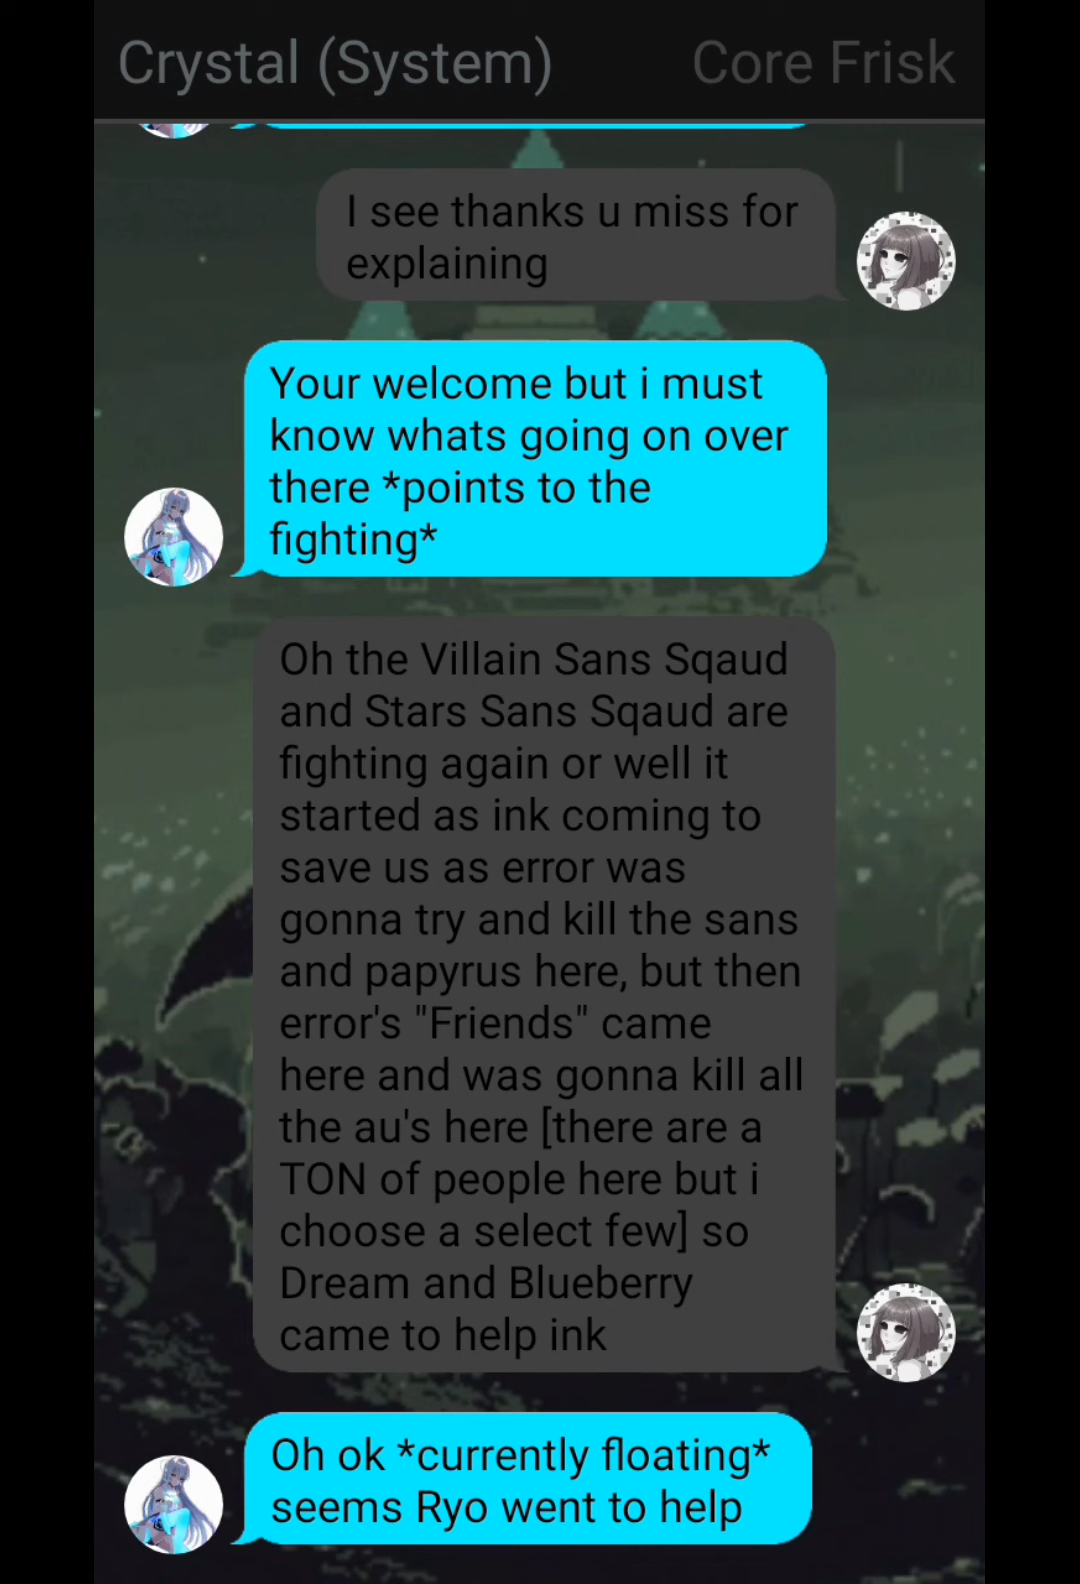 Crystal (System) Core Frisk
I see thanks u miss for
explaining
Your welcome but i must
know whats going on over
there *points to the
fighting*
Oh the Villain Sans Sqaud
and Stars Sans Sqaud are
fighting again or well it
started as ink coming to
save us as error was
gonna try and kill the sans
and papyrus here, but then
error's "Friends" came
here and was gonna kill all
the au's here [there are a
TON of people here but i
choose a select few] so
Dream and Blueberry
came to help ink
Oh ok *currently floating*
seems Ryo went to help